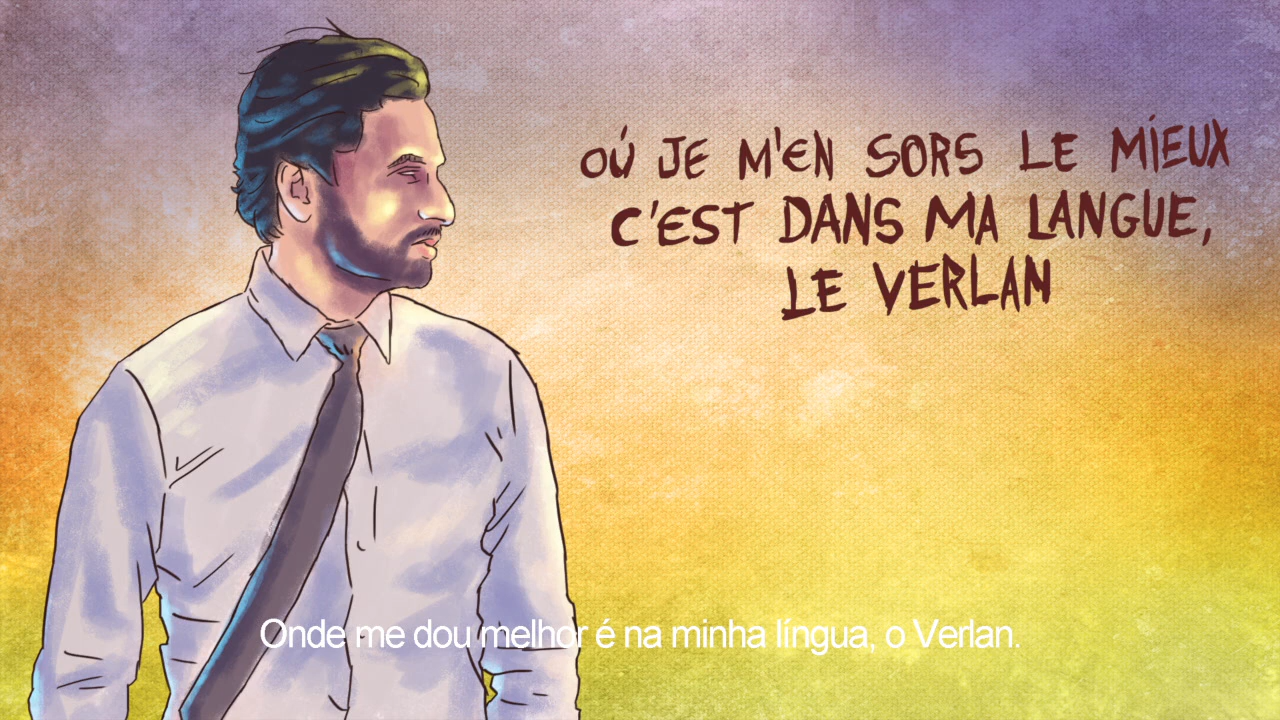 OÙ JE M'EN SORS LE MIEUX
C'EST DANS MA LANGUE,
LE VERLAN
Onde me dou melhor é na minha língua, o Verlan.